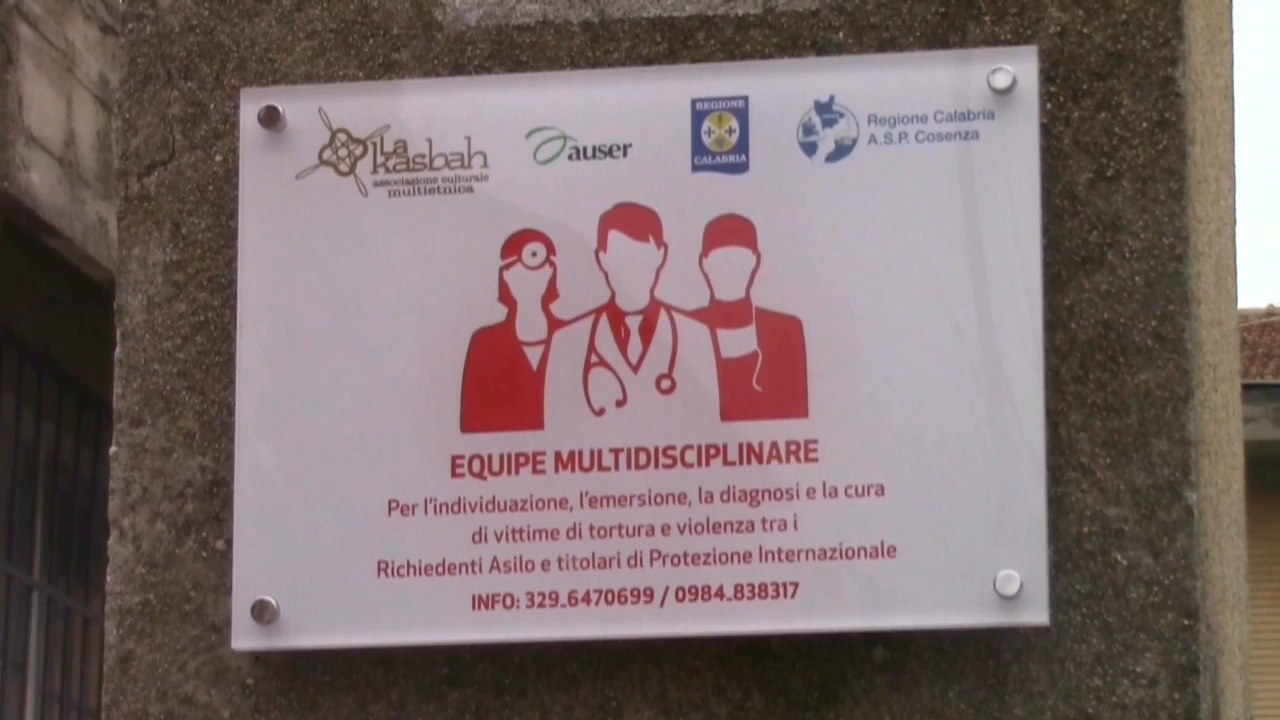 La
kasbah
associazione culturale
multietnica
auser
REGIONE
CALABRIA
Regione Calabria
A.S.P. Cosenza
EQUIPE MULTIDISCIPLINARE
Per l'individuazione, l'emersione, la diagnosi e la cura
di vittime di tortura e violenza tra i
Richiedenti Asilo e titolari di Protezione Internazionale
INFO: 329_6470699 / 0984_838317